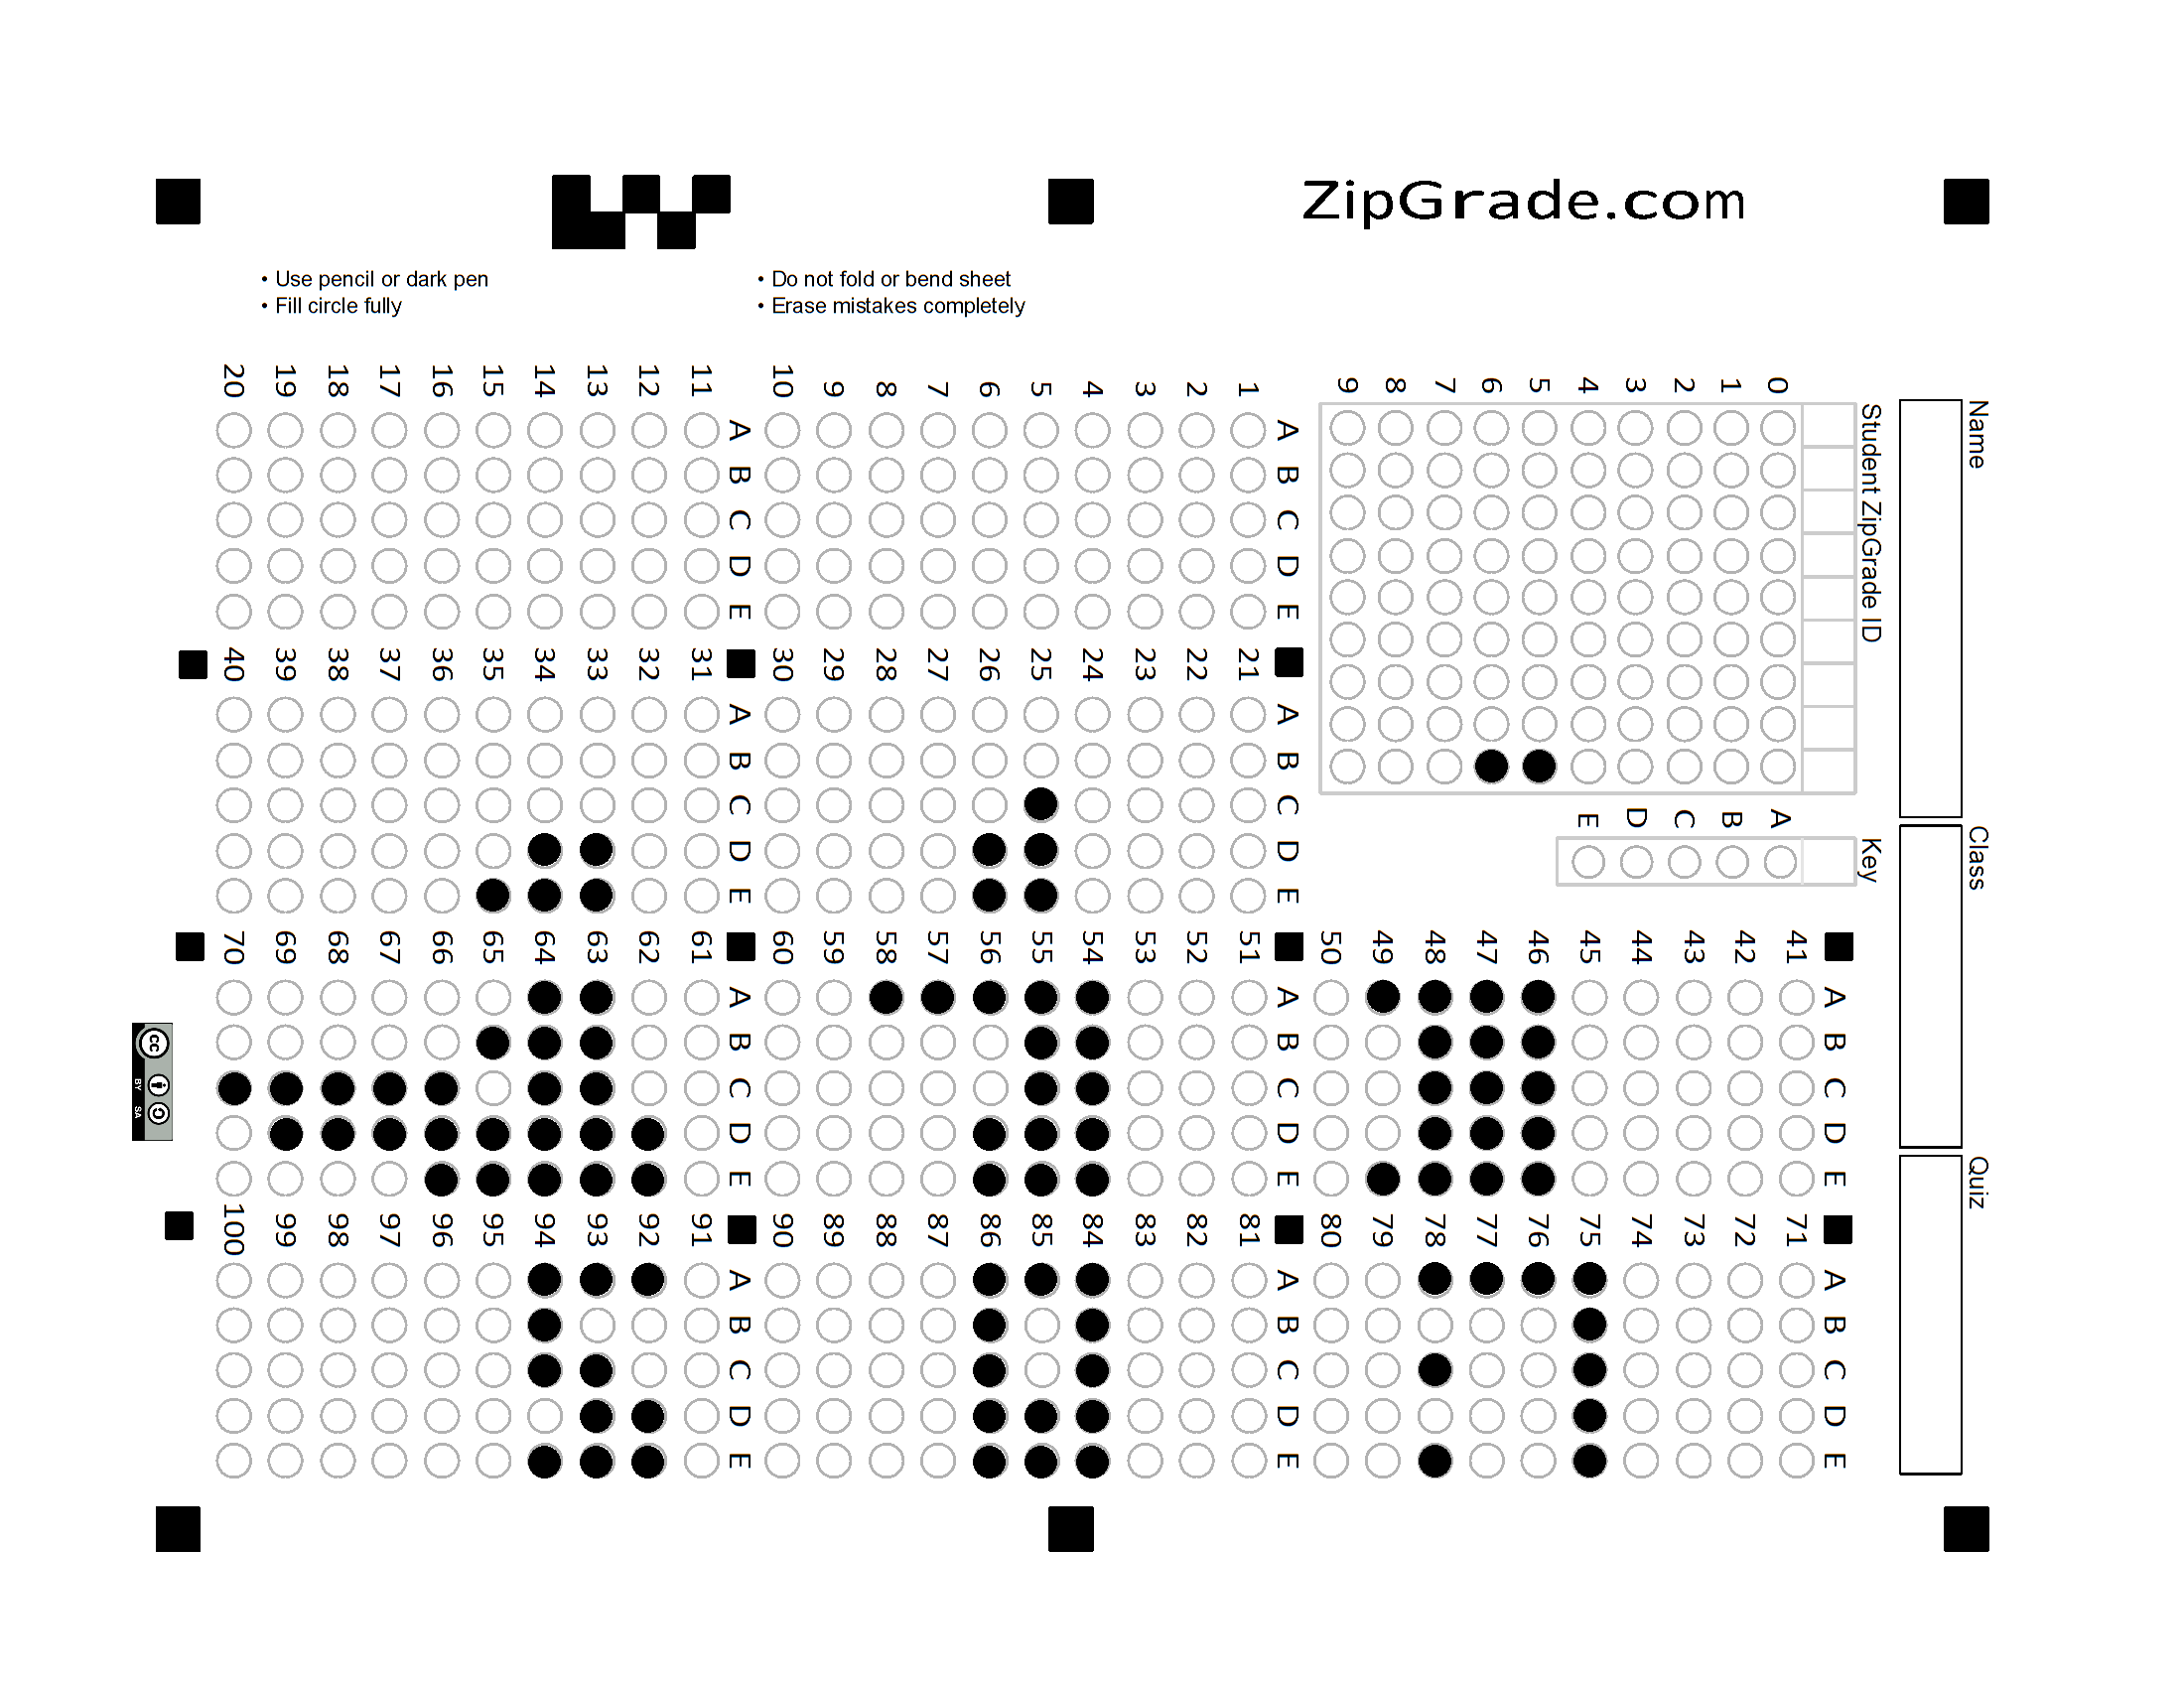 ZipGrade.com
• Use pencil or dark pen
• Fill circle fully
• Do not fold or bend sheet
• Erase mistakes completely
Name
Class
Quiz
Student ZipGrade ID
0 1 2 3 4 5 6 7 8 9
Key
A B C D E
1 2 3 4 5 6 7 8 9 10
A B C D E
11 12 13 14 15 16 17 18 19 20
A B C D E
21 22 23 24 25 26 27 28 29 30
A B C D E
31 32 33 34 35 36 37 38 39 40
A B C D E
41 42 43 44 45 46 47 48 49 50
A B C D E
51 52 53 54 55 56 57 58 59 60
A B C D E
61 62 63 64 65 66 67 68 69 70
A B C D E
71 72 73 74 75 76 77 78 79 80
A B C D E
81 82 83 84 85 86 87 88 89 90
A B C D E
91 92 93 94 95 96 97 98 99 100
A B C D E
cc
BY SA